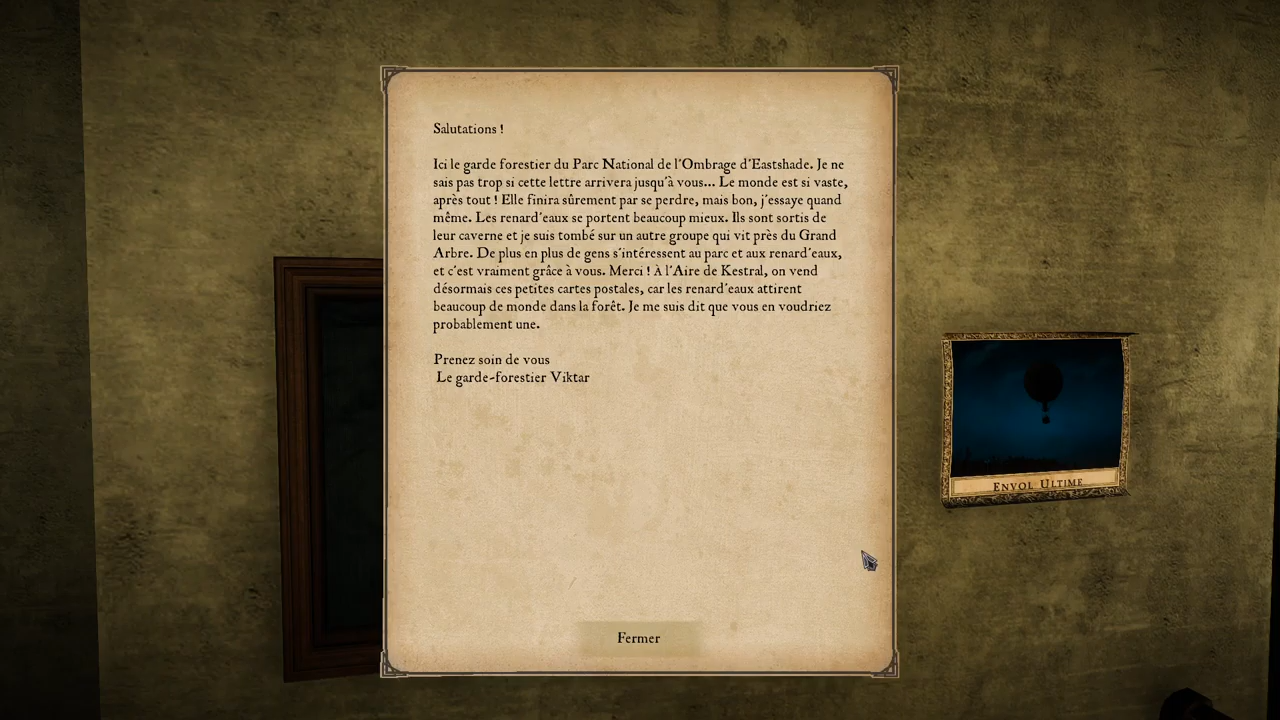 Salutations !
Ici le garde forestier du Parc National de l'Ombrage d'Eastshade. Je ne
sais pas trop si cette lettre arrivera jusqu'à vous... Le monde est si vaste,
après tout ! Elle finira sûrement par se perdre, mais bon, j'essaye quand
même. Les renard'eaux se portent beaucoup mieux. Ils sont sortis de
leur caverne et je suis tombé sur un autre groupe qui vit près du Grand
Arbre. De plus en plus de gens s'intéressent au parc et aux renard'eaux,
et c'est vraiment grâce à vous. Merci ! À l'Aire de Kestral, on vend
désormais ces petites cartes postales, car les renard'eaux attirent
beaucoup de monde dans la forêt. Je me suis dit que vous en voudriez
probablement une.
Prenez soin de vous
Le garde-forestier Viktar
Envol Ultime
Fermer